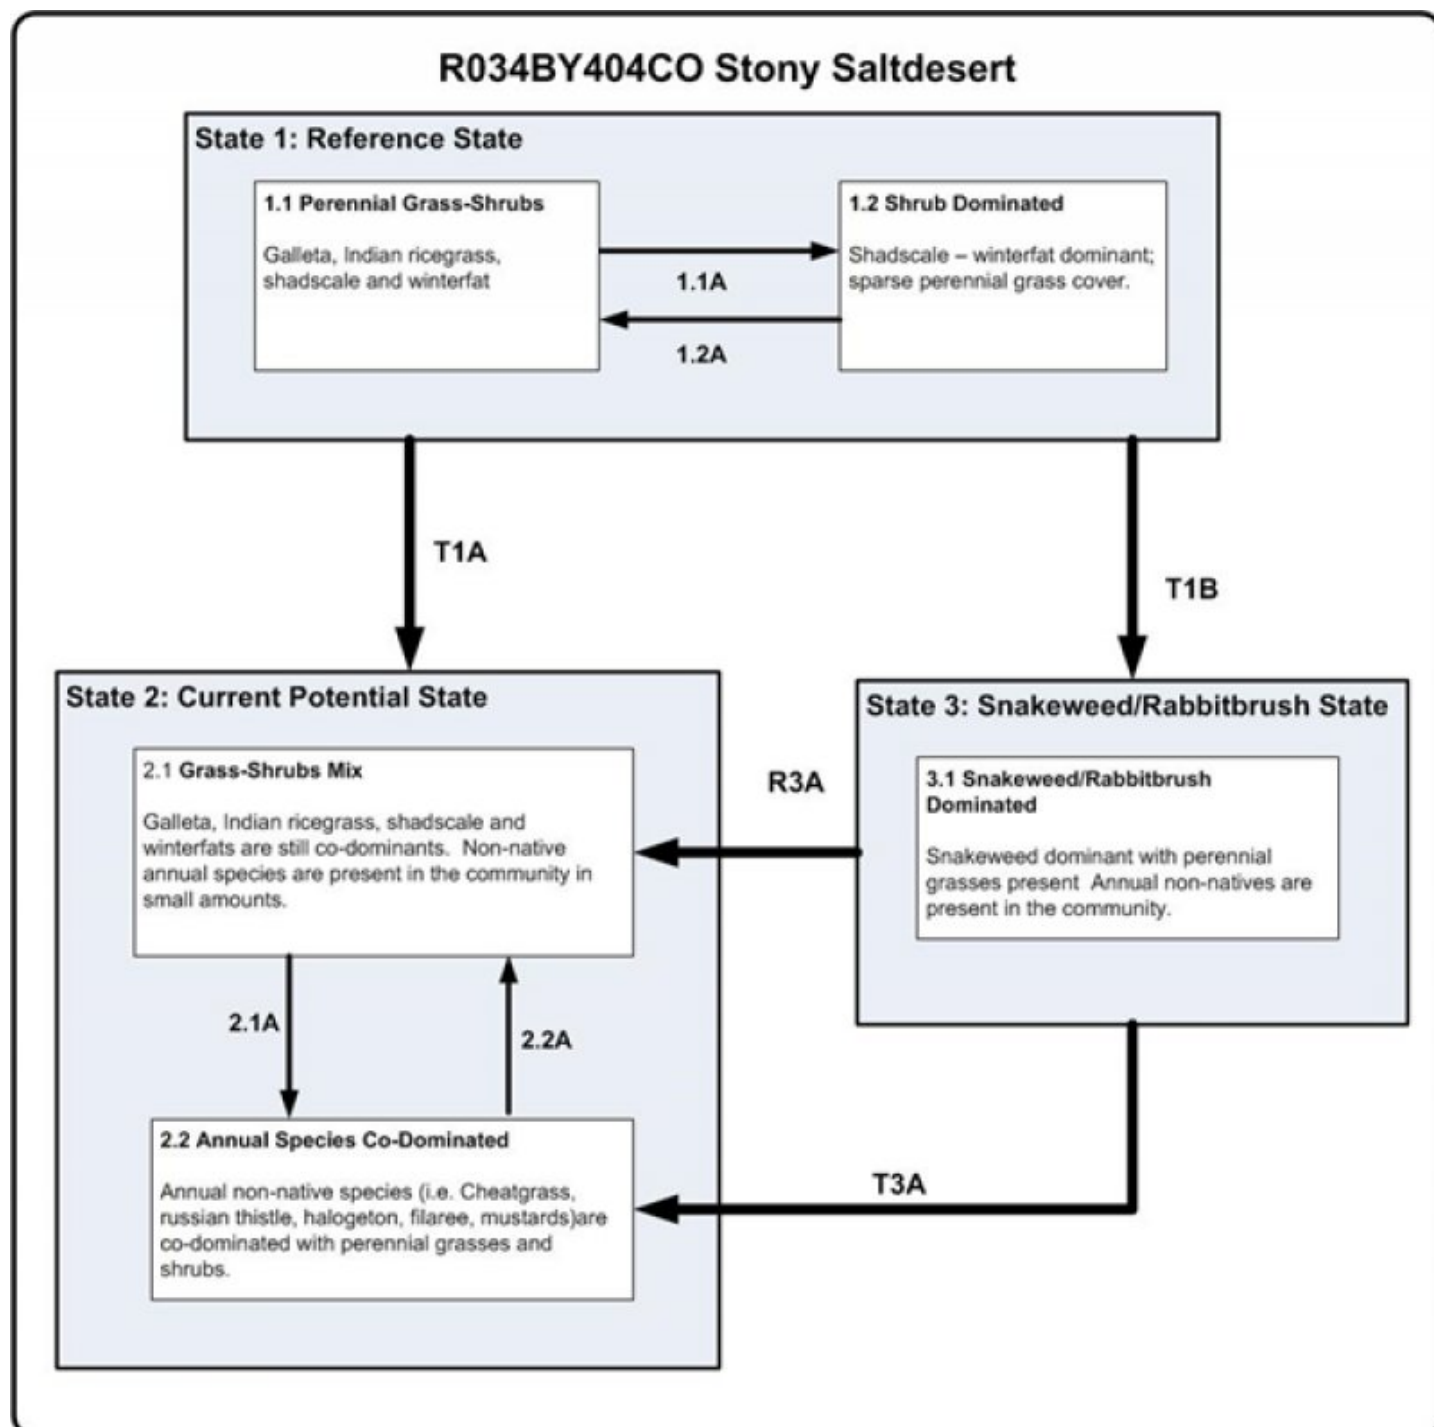 R034BY404CO Stony Saltdesert
State 1: Reference State
1.1 Perennial Grass-Shrubs
Galleta, Indian ricegrass,
shadscale and winterfat
1.1A
1.2A
1.2 Shrub Dominated
Shadscale – winterfat dominant;
sparse perennial grass cover.
T1A
T1B
State 2: Current Potential State
2.1 Grass-Shrubs Mix
Galleta, Indian ricegrass, shadscale and
winterfats are still co-dominants.  Non-native
annual species are present in the community in
small amounts.
2.1A
2.2A
2.2 Annual Species Co-Dominated
Annual non-native species (i.e. Cheatgrass,
russian thistle, halogeton, filaree, mustards)are
co-dominated with perennial grasses and
shrubs.
R3A
State 3: Snakeweed/Rabbitbrush State
3.1 Snakeweed/Rabbitbrush
Dominated
Snakeweed dominant with perennial
grasses present  Annual non-natives are
present in the community.
T3A